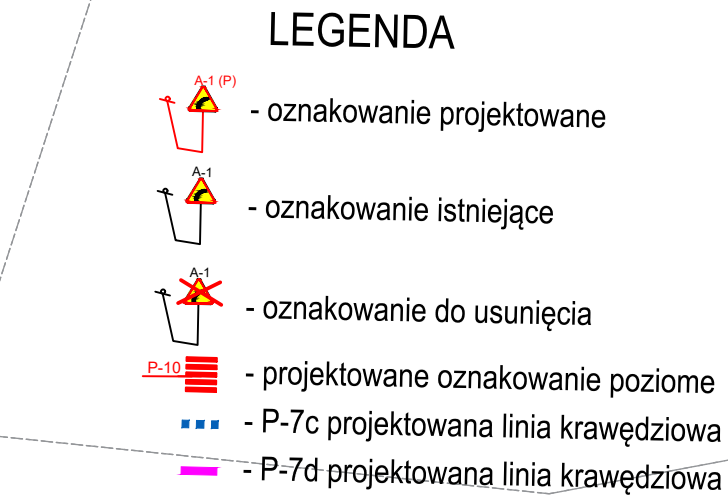 LEGENDA
A-1 (P)
- oznakowanie projektowane
A-1
- oznakowanie istniejące
A-1
- oznakowanie do usunięcia
P-10
- projektowane oznakowanie poziome
- P-7c projektowana linia krawędziowa
- P-7d projektowana linia krawędziowa